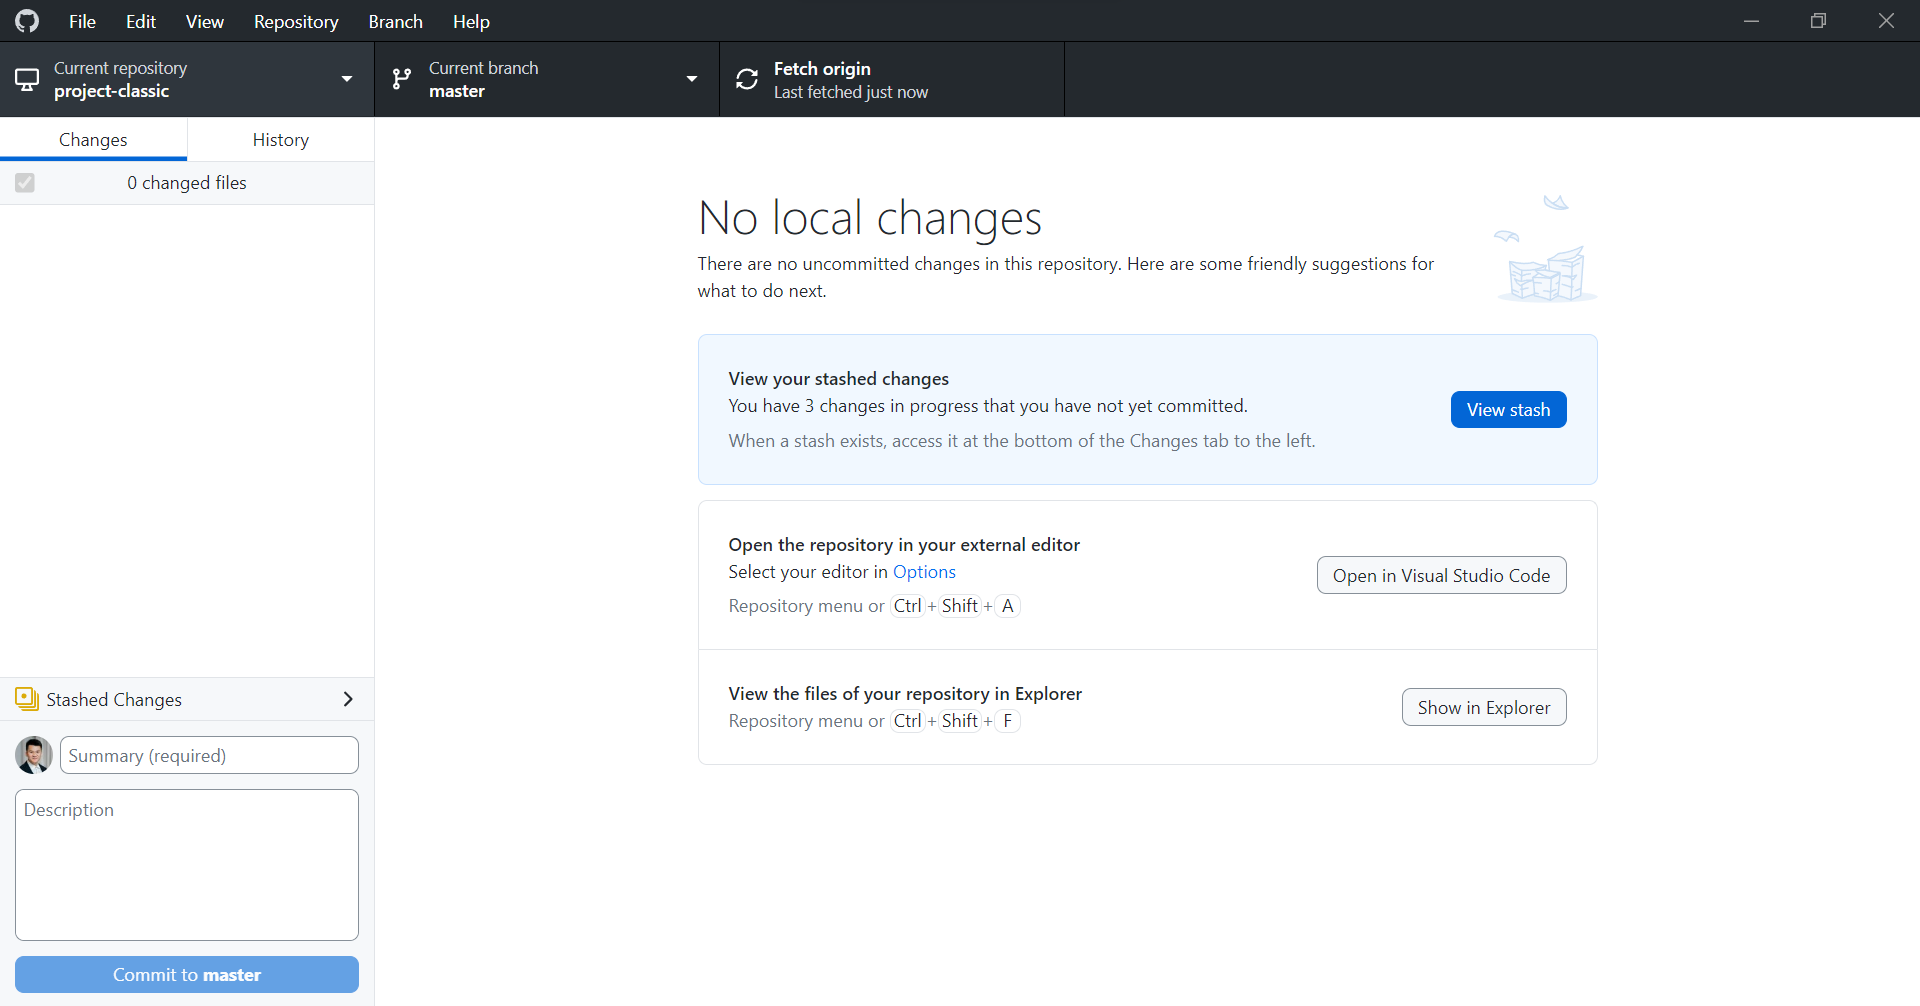 File Edit View Repository Branch Help
Current repository
project-classic
Current branch
master
Fetch origin
Last fetched just now
Changes
History
0 changed files
No local changes
There are no uncommitted changes in this repository. Here are some friendly suggestions for
what to do next.
View your stashed changes
You have 3 changes in progress that you have not yet committed.
When a stash exists, access it at the bottom of the Changes tab to the left.
View stash
Open the repository in your external editor
Select your editor in Options
Repository menu or Ctrl + Shift + A
Open in Visual Studio Code
View the files of your repository in Explorer
Repository menu or Ctrl + Shift + F
Show in Explorer
Stashed Changes
Summary (required)
Description
Commit to master